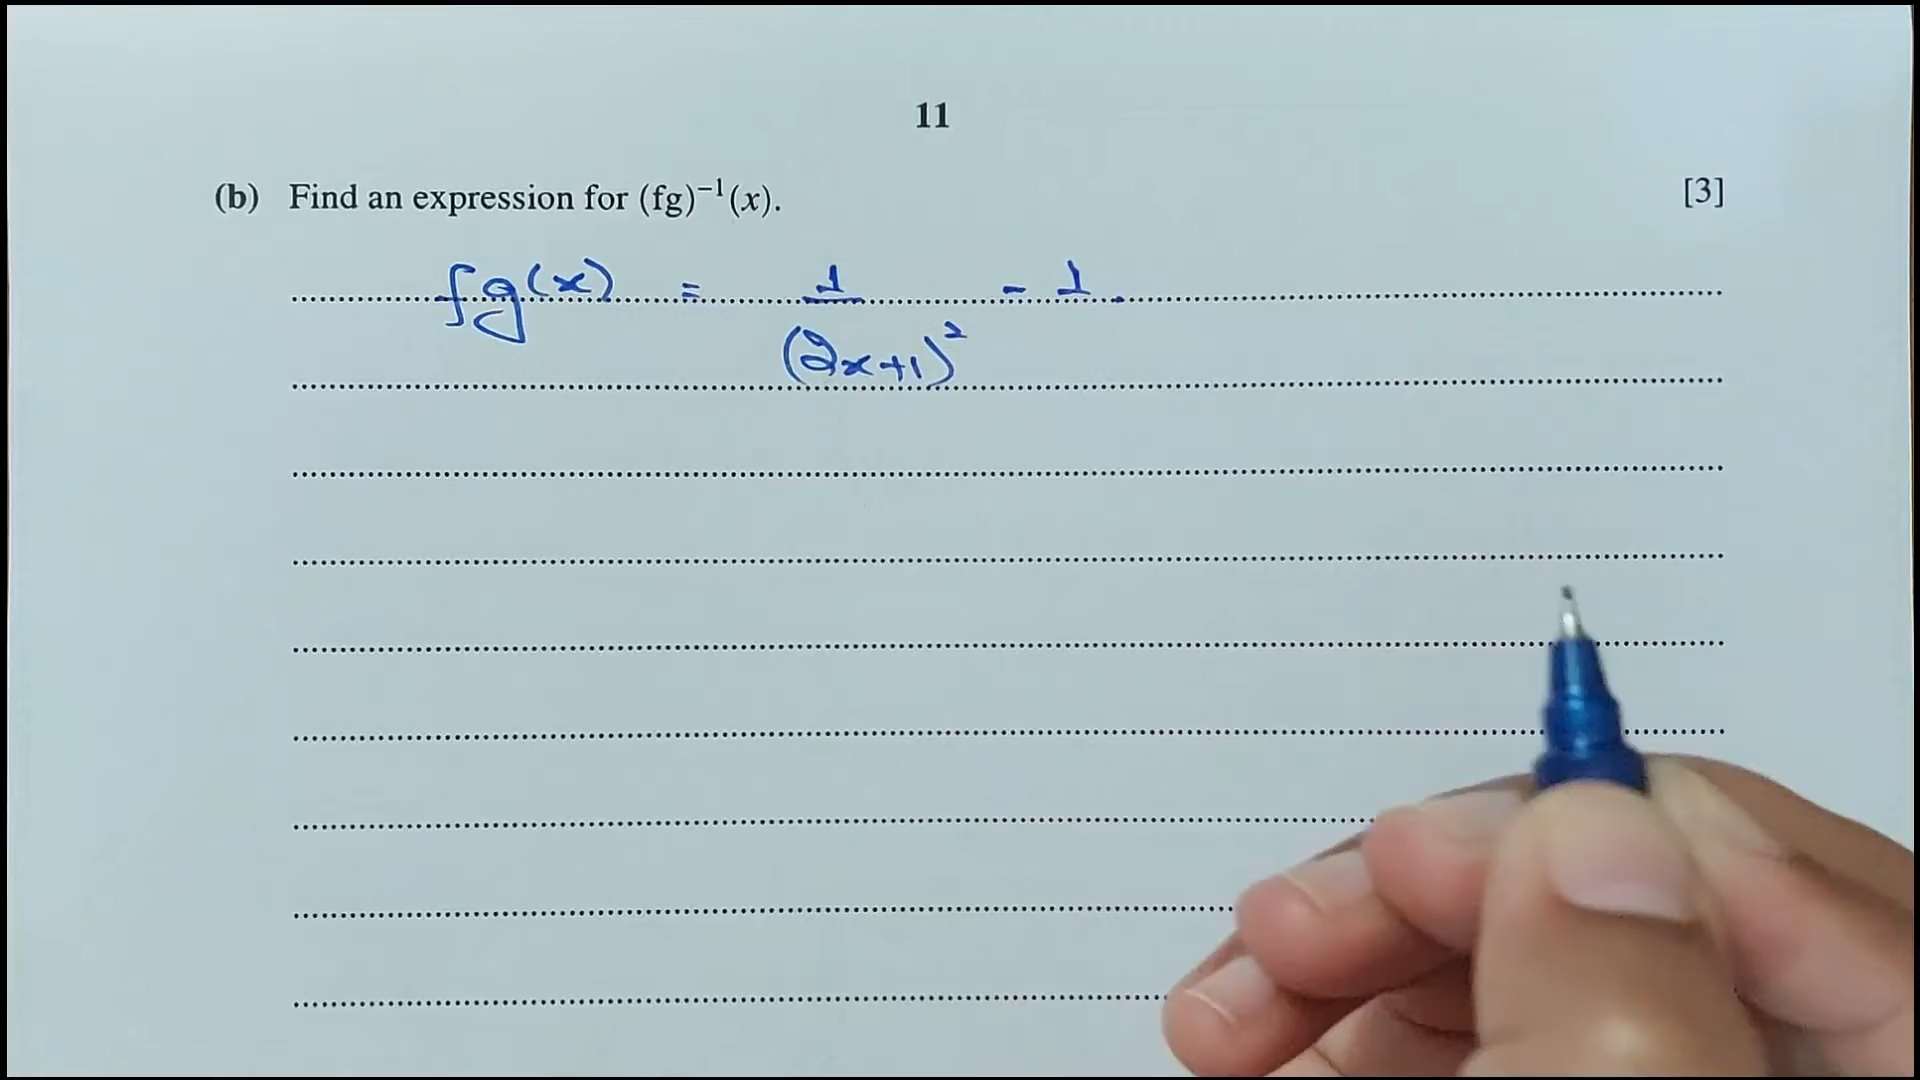 11
(b) Find an expression for (fg)⁻¹(x). [3]
fg(x) = 1 - 1.
(2x+1)²